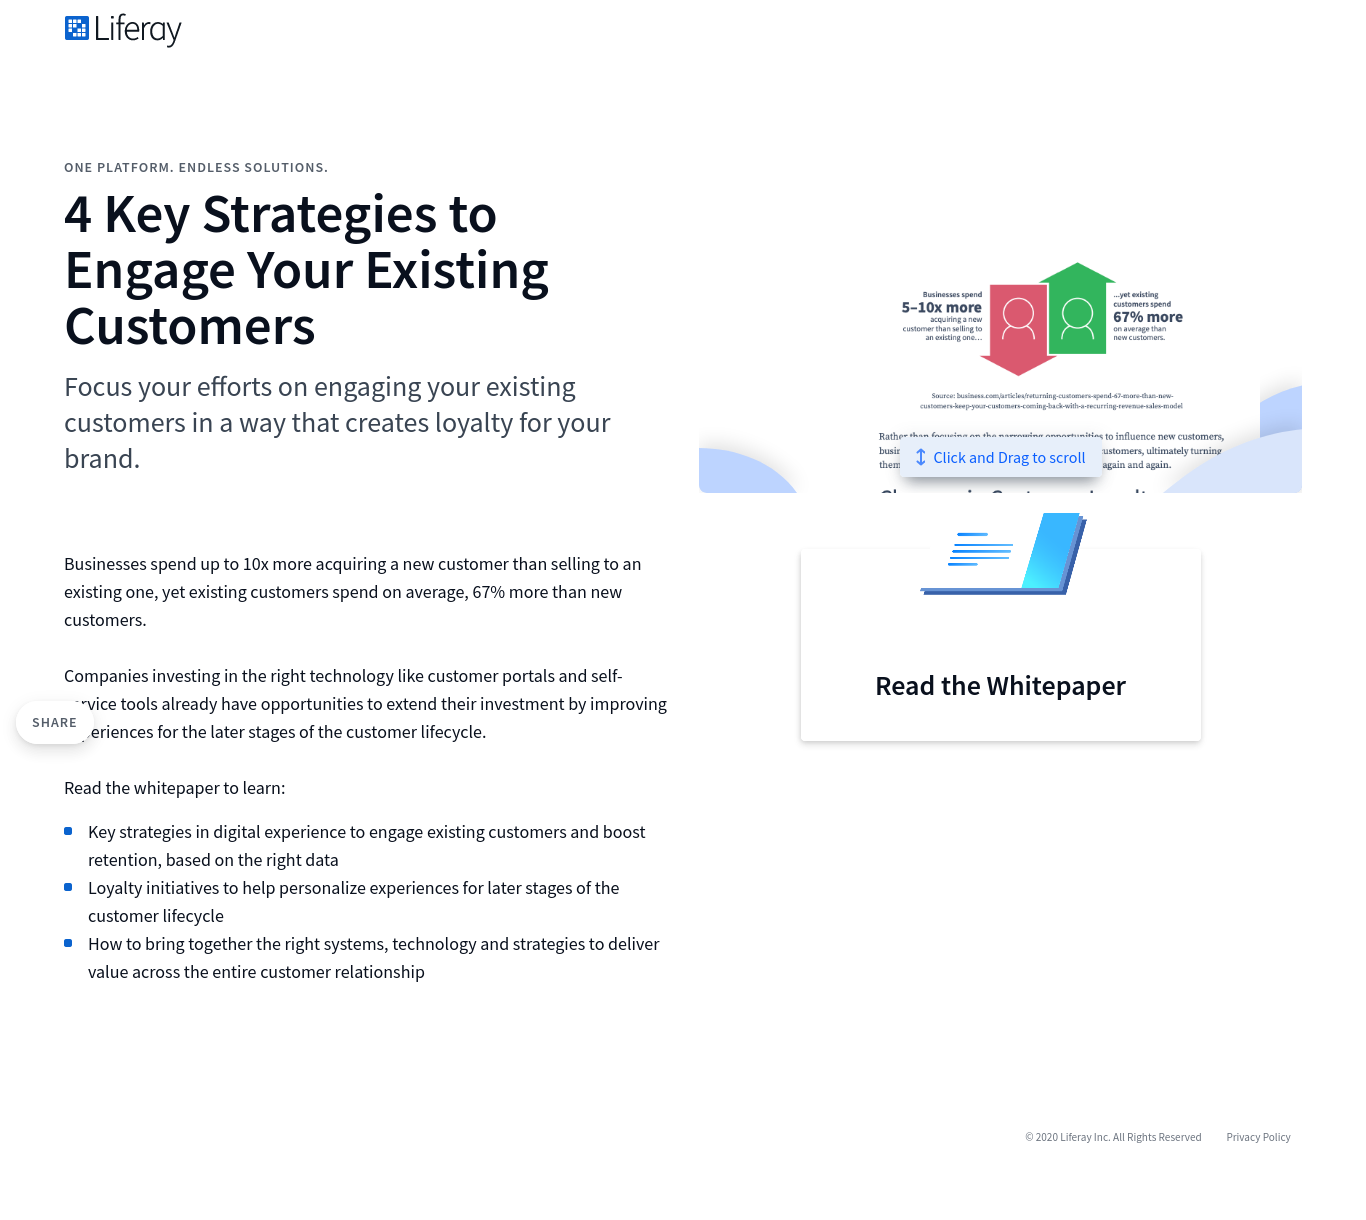 Liferay
ONE PLATFORM. ENDLESS SOLUTIONS.
4 Key Strategies to
Engage Your Existing
Customers
Focus your efforts on engaging your existing
customers in a way that creates loyalty for your
brand.
Businesses spend up to 10x more acquiring a new customer than selling to an
existing one, yet existing customers spend on average, 67% more than new
customers.
Companies investing in the right technology like customer portals and self-
service tools already have opportunities to extend their investment by improving
experiences for the later stages of the customer lifecycle.
SHARE
Read the whitepaper to learn:
Key strategies in digital experience to engage existing customers and boost
retention, based on the right data
Loyalty initiatives to help personalize experiences for later stages of the
customer lifecycle
How to bring together the right systems, technology and strategies to deliver
value across the entire customer relationship
Businesses spend
5–10x more
acquiring a new
customer than selling to
an existing one...
...yet existing
customers spend
67% more
on average than
new customers.
Source: business.com/articles/returning-customers-spend-67-more-than-new-
customers-keep-your-customers-coming-back-with-a-recurring-revenue-sales-model
Rather than focusing on the narrowing opportunities to influence new customers,
ustomers, ultimately turning
them again and again.
Click and Drag to scroll
Read the Whitepaper
© 2020 Liferay Inc. All Rights Reserved
Privacy Policy